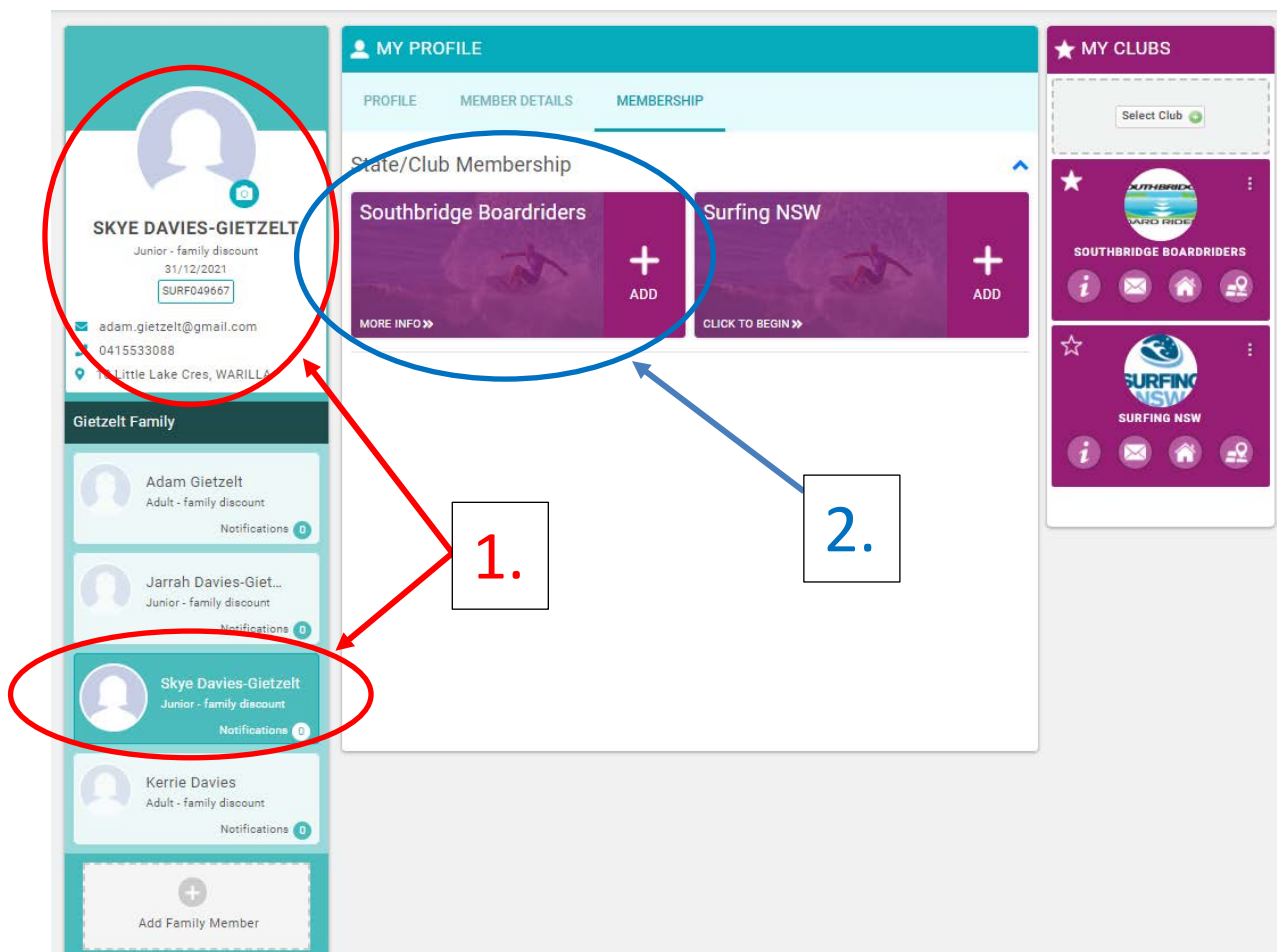 SKYE DAVIES-GIETZELT
Junior - family discount
31/12/2021
SURF049667
adam.gietzelt@gmail.com
0415533088
Little Lake Cres, WARILLA
Gietzelt Family
Adam Gietzelt
Adult - family discount
Notifications 0
Jarrah Davies-Giet...
Junior - family discount
Notifications 0
Skye Davies-Gietzelt
Junior - family discount
Notifications 0
Kerrie Davies
Adult - family discount
Notifications 0
Add Family Member
MY PROFILE
PROFILE MEMBER DETAILS MEMBERSHIP
State/Club Membership
Southbridge Boardriders
ADD
MORE INFO »
Surfing NSW
ADD
CLICK TO BEGIN »
1.
2.
MY CLUBS
Select Club
SOUTHBRIDGE BOARDRIDERS
SURFING
NSW
SURFING NSW